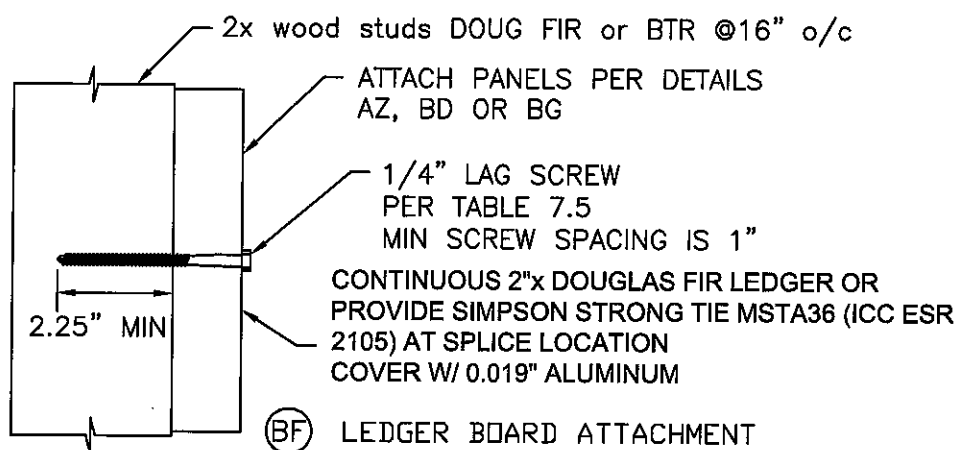 2x wood studs DOUG FIR or BTR @16" o/c
ATTACH PANELS PER DETAILS
AZ, BD OR BG
1/4" LAG SCREW
PER TABLE 7.5
MIN SCREW SPACING IS 1"
CONTINUOUS 2"x DOUGLAS FIR LEDGER OR
PROVIDE SIMPSON STRONG TIE MSTA36 (ICC ESR
2105) AT SPLICE LOCATION
COVER W/ 0.019" ALUMINUM
2.25" MIN
BF LEDGER BOARD ATTACHMENT